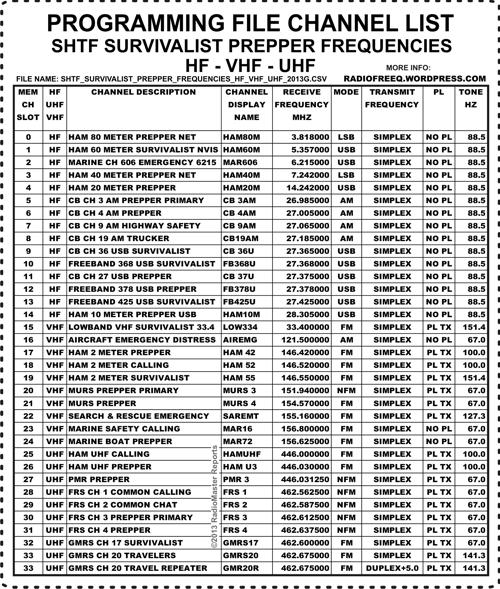 PROGRAMMING FILE CHANNEL LIST
SHTF SURVIVALIST PREPPER FREQUENCIES
HF - VHF - UHF
MORE INFO:
FILE NAME: SHTF_SURVIVALIST_PREPPER_FREQUENCIES_HF_VHF_UHF_2013G.CSV RADIOFREEQ.WORDPRESS.COM
MEM CH SLOT HF UHF VHF CHANNEL DESCRIPTION CHANNEL DISPLAY NAME RECEIVE FREQUENCY MHZ MODE TRANSMIT FREQUENCY PL TONE HZ
0 HF HAM 80 METER PREPPER NET HAM80M 3.818000 LSB SIMPLEX NO PL 88.5
1 HF HAM 60 METER SURVIVALIST NVIS HAM60M 5.357000 USB SIMPLEX NO PL 88.5
2 HF MARINE CH 606 EMERGENCY 6215 MAR606 6.215000 USB SIMPLEX NO PL 88.5
3 HF HAM 40 METER PREPPER NET HAM40M 7.242000 LSB SIMPLEX NO PL 88.5
4 HF HAM 20 METER PREPPER HAM20M 14.242000 USB SIMPLEX NO PL 88.5
5 HF CB CH 3 AM PREPPER PRIMARY CB 3AM 26.985000 AM SIMPLEX NO PL 88.5
6 HF CB CH 4 AM PREPPER CB 4AM 27.005000 AM SIMPLEX NO PL 88.5
7 HF CB CH 9 AM HIGHWAY SAFETY CB 9AM 27.065000 AM SIMPLEX NO PL 88.5
8 HF CB CH 19 AM TRUCKER CB19AM 27.185000 AM SIMPLEX NO PL 88.5
9 HF CB CH 36 USB SURVIVALIST CB 36U 27.365000 USB SIMPLEX NO PL 88.5
10 HF FREEBAND 368 USB SURVIVALIST FB368U 27.368000 USB SIMPLEX NO PL 88.5
11 HF CB CH 27 USB PREPPER CB 37U 27.375000 USB SIMPLEX NO PL 88.5
12 HF FREEBAND 378 USB PREPPER FB378U 27.378000 USB SIMPLEX NO PL 88.5
13 HF FREEBAND 425 USB SURVIVALIST FB425U 27.425000 USB SIMPLEX NO PL 88.5
14 HF HAM 10 METER PREPPER USB HAM10M 28.305000 USB SIMPLEX NO PL 88.5
15 VHF LOWBAND VHF SURVIVALIST 33.4 LOW334 33.400000 FM SIMPLEX PL TX 151.4
16 VHF AIRCRAFT EMERGENCY DISTRESS AIREMG 121.500000 AM SIMPLEX NO PL 67.0
17 VHF HAM 2 METER PREPPER HAM 42 146.420000 FM SIMPLEX PL TX 100.0
18 VHF HAM 2 METER CALLING HAM 52 146.520000 FM SIMPLEX PL TX 100.0
19 VHF HAM 2 METER SURVIVALIST HAM 55 146.550000 FM SIMPLEX PL TX 151.4
20 VHF MURS PREPPER PRIMARY MURS 3 151.940000 NFM SIMPLEX PL TX 67.0
21 VHF MURS PREPPER MURS 4 154.570000 FM SIMPLEX PL TX 67.0
22 VHF SEARCH & RESCUE EMERGENCY SAREMT 155.160000 FM SIMPLEX PL TX 127.3
23 VHF MARINE SAFETY CALLING MAR16 156.800000 FM SIMPLEX NO PL 67.0
24 VHF MARINE BOAT PREPPER MAR72 156.625000 FM SIMPLEX NO PL 67.0
25 UHF HAM UHF CALLING HAMUHF 446.000000 FM SIMPLEX PL TX 100.0
26 UHF HAM UHF PREPPER HAM U3 446.030000 FM SIMPLEX PL TX 100.0
27 UHF PMR PREPPER PMR 3 446.031250 NFM SIMPLEX PL TX 67.0
28 UHF FRS CH 1 COMMON CALLING FRS 1 462.562500 NFM SIMPLEX PL TX 67.0
29 UHF FRS CH 2 COMMON CHAT FRS 2 462.587500 NFM SIMPLEX PL TX 67.0
30 UHF FRS CH 3 PREPPER PRIMARY FRS 3 462.612500 NFM SIMPLEX PL TX 67.0
31 UHF FRS CH 4 PREPPER FRS 4 462.637500 NFM SIMPLEX PL TX 67.0
32 UHF GMRS CH 17 SURVIVALIST GMRS17 462.600000 FM SIMPLEX PL TX 67.0
33 UHF GMRS CH 20 TRAVELERS GMRS20 462.675000 FM SIMPLEX PL TX 141.3
33 UHF GMRS CH 20 TRAVEL REPEATER GMR20R 462.675000 FM DUPLEX+5.0 PL TX 141.3
©2013 RadioMaster Reports